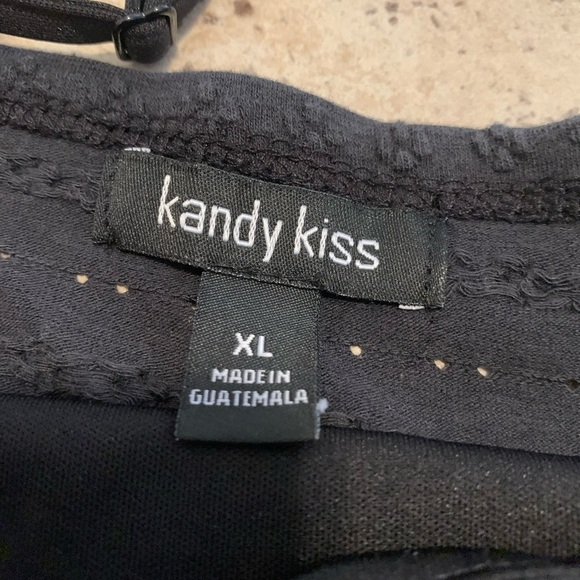 kandy kiss
XL
MADE IN
GUATEMALA